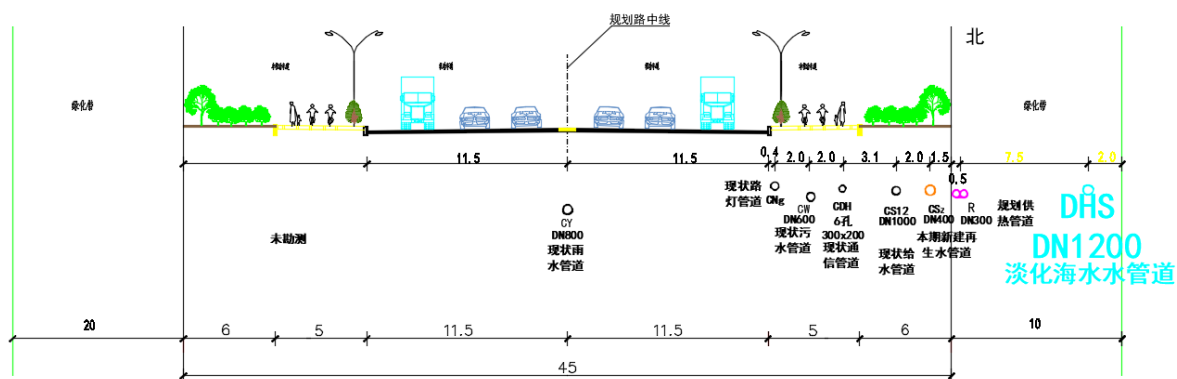 规划路中线
北
绿化带
绿化带
11.5
11.5
0.4
2.0
2.0
3.1
2.0
1.5
7.5
2.0
0.5
现状路
灯管道
CNg
CW
DN600
现状污
水管道
CDH
6孔
300x200
现状通
信管道
CS12
DN1000
现状给
水管道
CSz
DN400
本期新建再
生水管道
R
DN300
规划供
热管道
DHS
DN1200
淡化海水水管道
未勘测
CY
DN800
现状雨
水管道
20
6
5
11.5
11.5
5
6
10
45